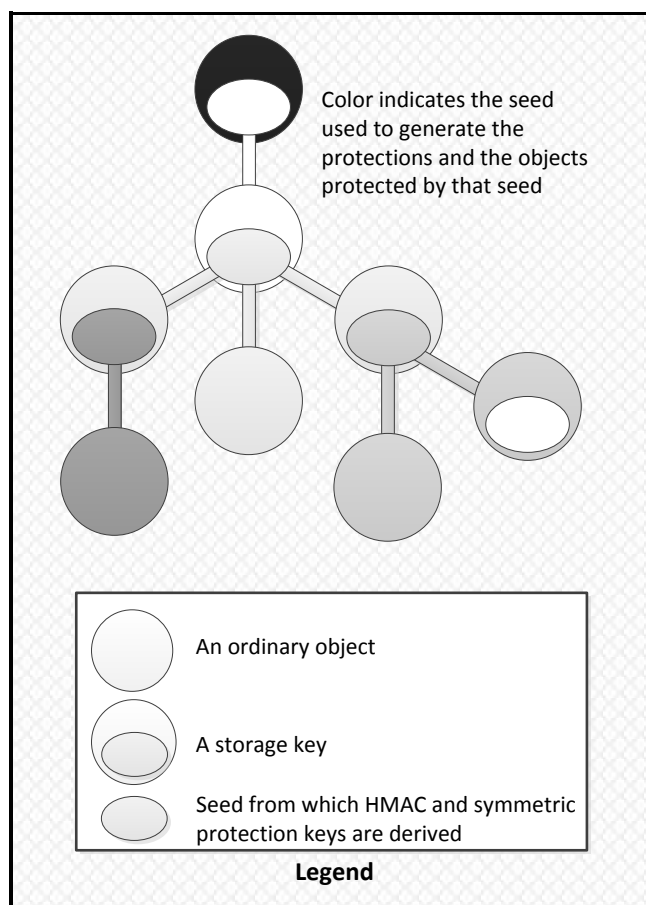 Color indicates the seed
used to generate the
protections and the objects
protected by that seed
An ordinary object
A storage key
Seed from which HMAC and symmetric
protection keys are derived
Legend